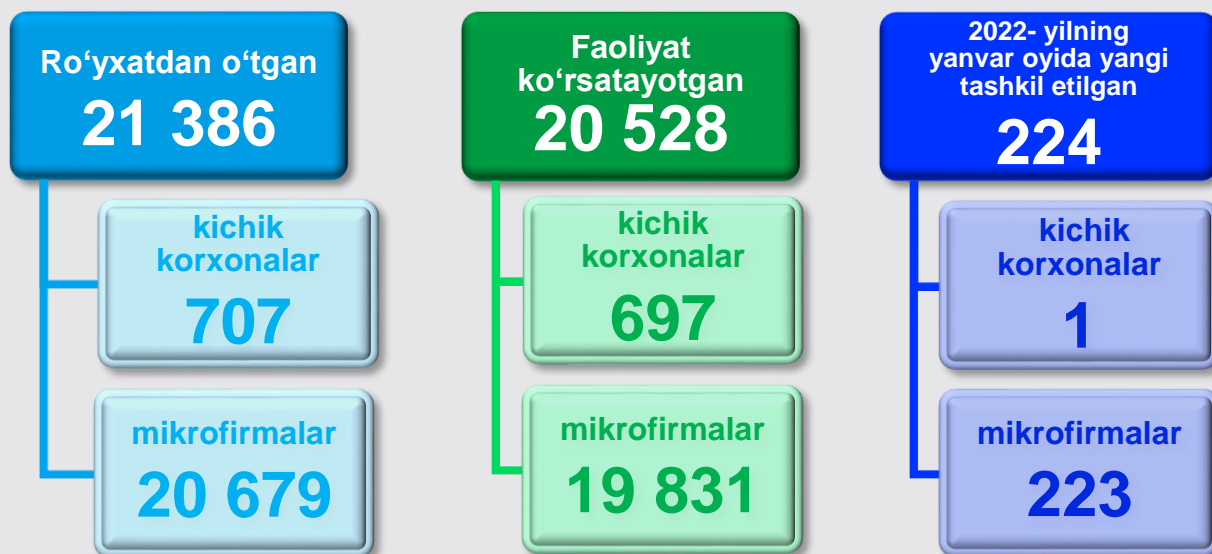 Ro‘yxatdan o‘tgan
21 386
kichik
korxonalar
707
mikrofirmalar
20 679
Faoliyat
ko‘rsatayotgan
20 528
kichik
korxonalar
697
mikrofirmalar
19 831
2022- yilning
yanvar oyida yangi
tashkil etilgan
224
kichik
korxonalar
1
mikrofirmalar
223